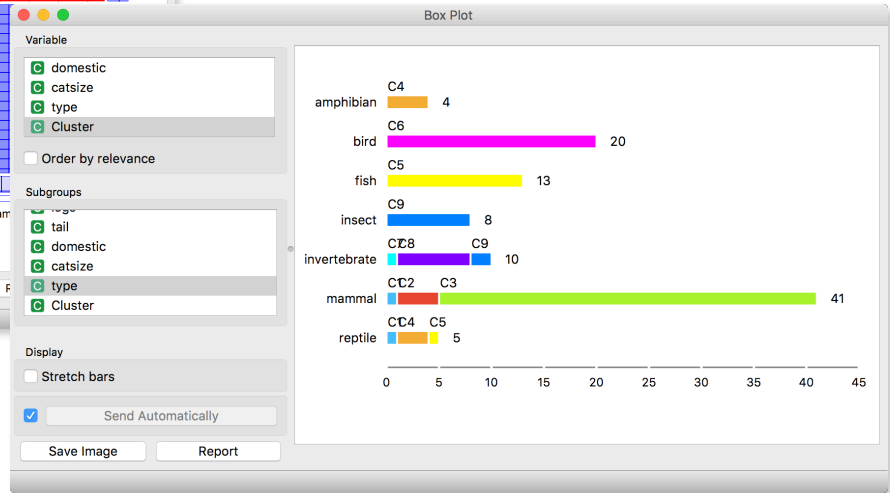 Box Plot
Variable
C domestic
C catsize
C type
C Cluster
Order by relevance
Subgroups
C tail
C domestic
C catsize
C type
C Cluster
Display
Stretch bars
Send Automatically
Save Image Report
C4
amphibian 4
C6
bird 20
C5
fish 13
C9
insect 8
C7 C8 C9
invertebrate 10
C1 C2 C3
mammal 41
C1 C4 C5
reptile 5
0 5 10 15 20 25 30 35 40 45